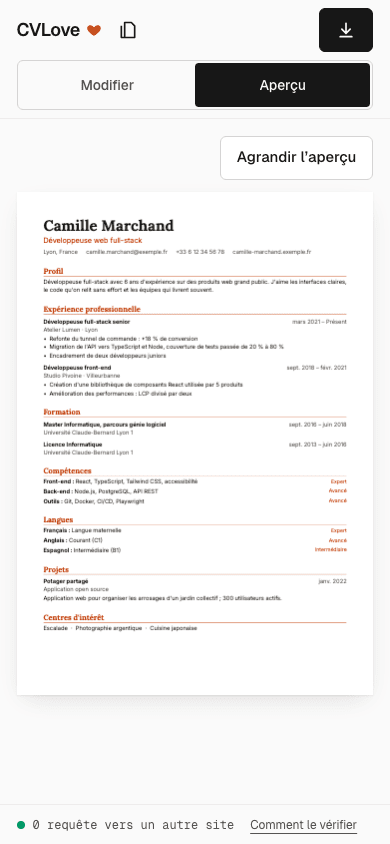 CVLove
Modifier
Aperçu
Agrandir l'aperçu
Camille Marchand
Développeuse web full-stack
Lyon, France camille.marchand@exemple.fr +33 6 12 34 56 78 camille-marchand.exemple.fr
Profil
Développeuse full-stack avec 8 ans d'expérience sur des produits web grand public. J'aime les interfaces claires,
le code qu'on relit sans effort et les équipes qui livrent souvent.
Expérience professionnelle
Développeuse full-stack senior mars 2021 – Présent
Atelier Lumen · Lyon
• Refonte du tunnel de commande : +18 % de conversion
• Migration de l'API vers TypeScript et Node, couverture de tests passée de 20 % à 80 %
• Encadrement de deux développeurs juniors
Développeuse front-end sept. 2018 – févr. 2021
Studio Pivoine · Villeurbanne
• Création d'une bibliothèque de composants React utilisée par 5 produits
• Amélioration des performances : LCP divisé par deux
Formation
Master Informatique, parcours génie logiciel sept. 2016 – juin 2018
Université Claude-Bernard Lyon 1
Licence Informatique sept. 2013 – juin 2016
Université Claude-Bernard Lyon 1
Compétences
Front-end : React, TypeScript, Tailwind CSS, accessibilité Expert
Back-end : Node.js, PostgreSQL, API REST Avancé
Outils : Git, Docker, CI/CD, Playwright Avancé
Langues
Français : Langue maternelle Expert
Anglais : Courant (C1) Avancé
Espagnol : Intermédiaire (B1) Intermédiaire
Projets
Potager partagé janv. 2022
Application open source
Application web pour organiser les arrosages d'un jardin collectif ; 300 utilisateurs actifs.
Centres d'intérêt
Escalade · Photographie argentique · Cuisine japonaise
0 requête vers un autre site Comment le vérifier